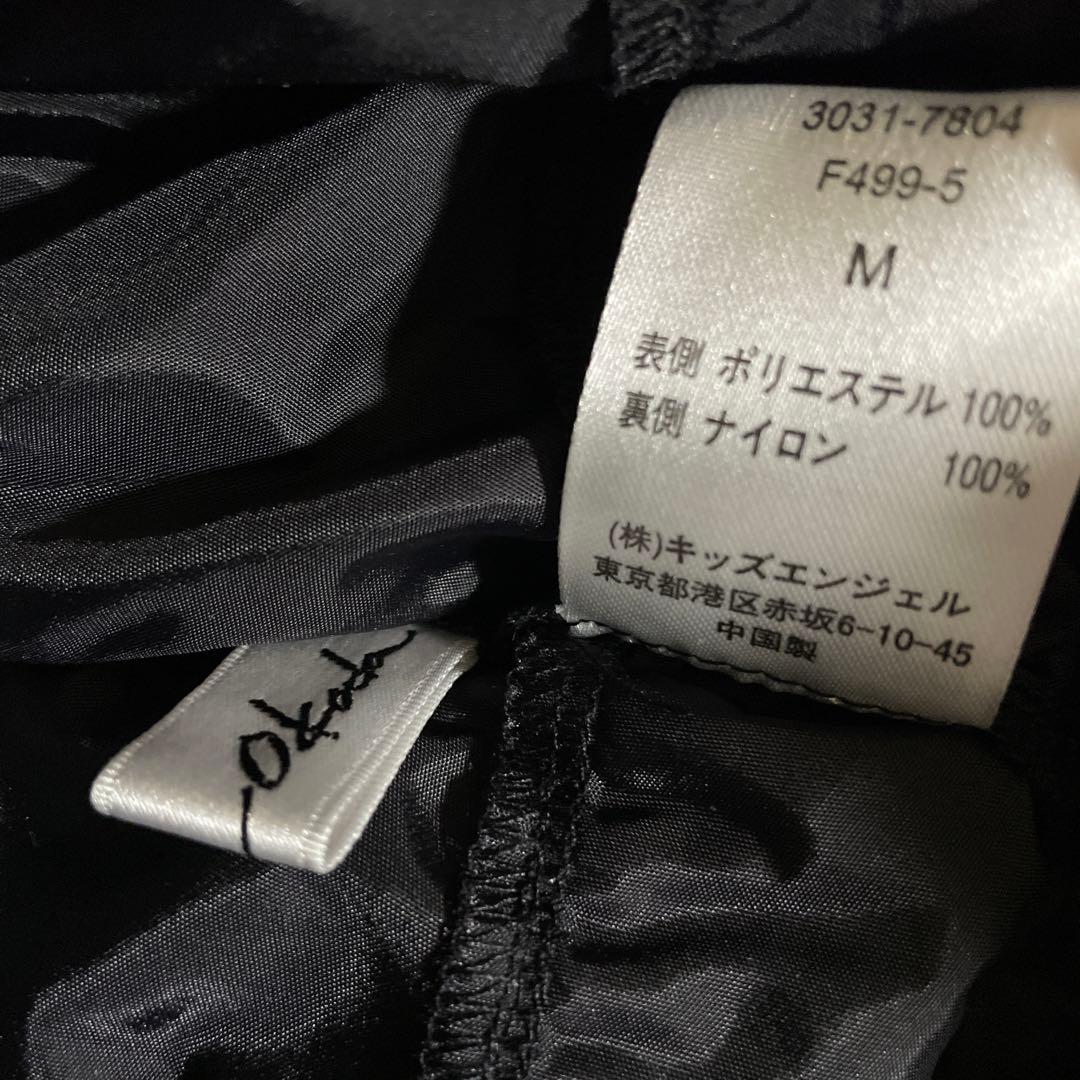 3031-7804
F499-5
M
表側 ポリエステル 100%
裏側 ナイロン 100%
(株)キッズエンジェル
東京都港区赤坂6-10-45
中国製